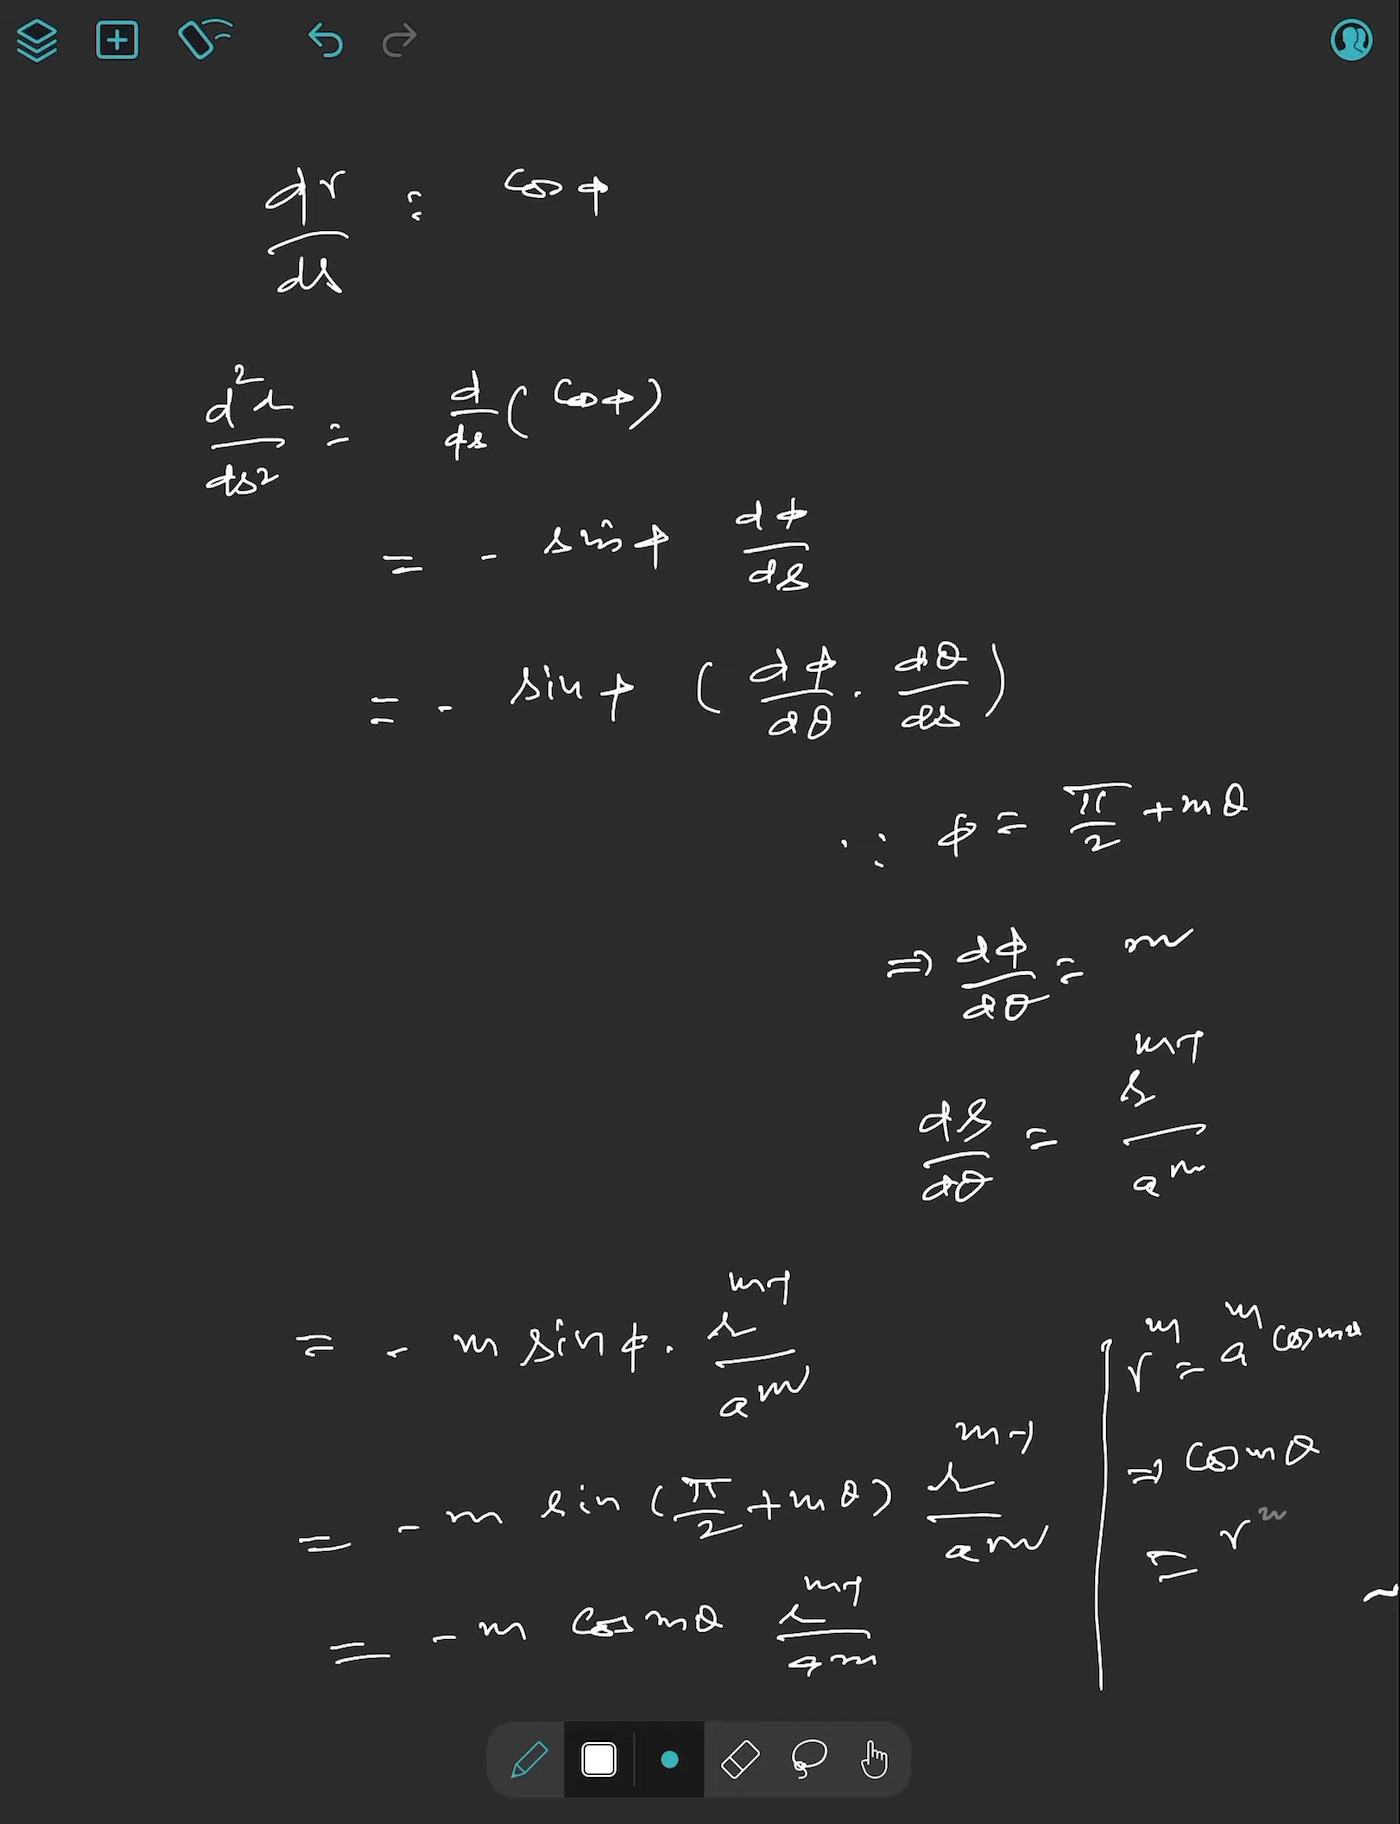 dr/ds = cos φ
d²r/ds² = d/ds (cos φ)
= - sin φ dφ/ds
= - sin φ (dφ/dθ · dθ/ds)
∵ φ = π/2 + mθ
⇒ dφ/dθ = m
ds/dθ = r^(m-1)/a^m
= - m sin φ · r^(m-1)/a^m
= - m sin (π/2 + mθ) r^(m-1)/a^m
= - m cos mθ r^(m-1)/a^m
r^m = a^m cos mθ
⇒ cos mθ
= r^m